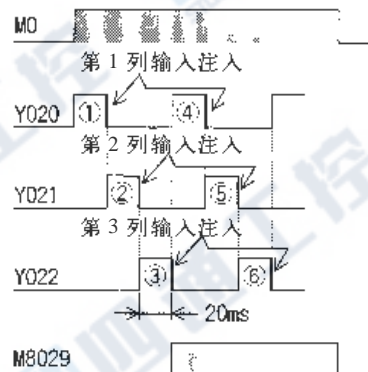 M0
第1列输入注入
Y020 ① ④
第2列输入注入
Y021 ② ⑤
第3列输入注入
Y022 ③ ⑥
20ms
M8029